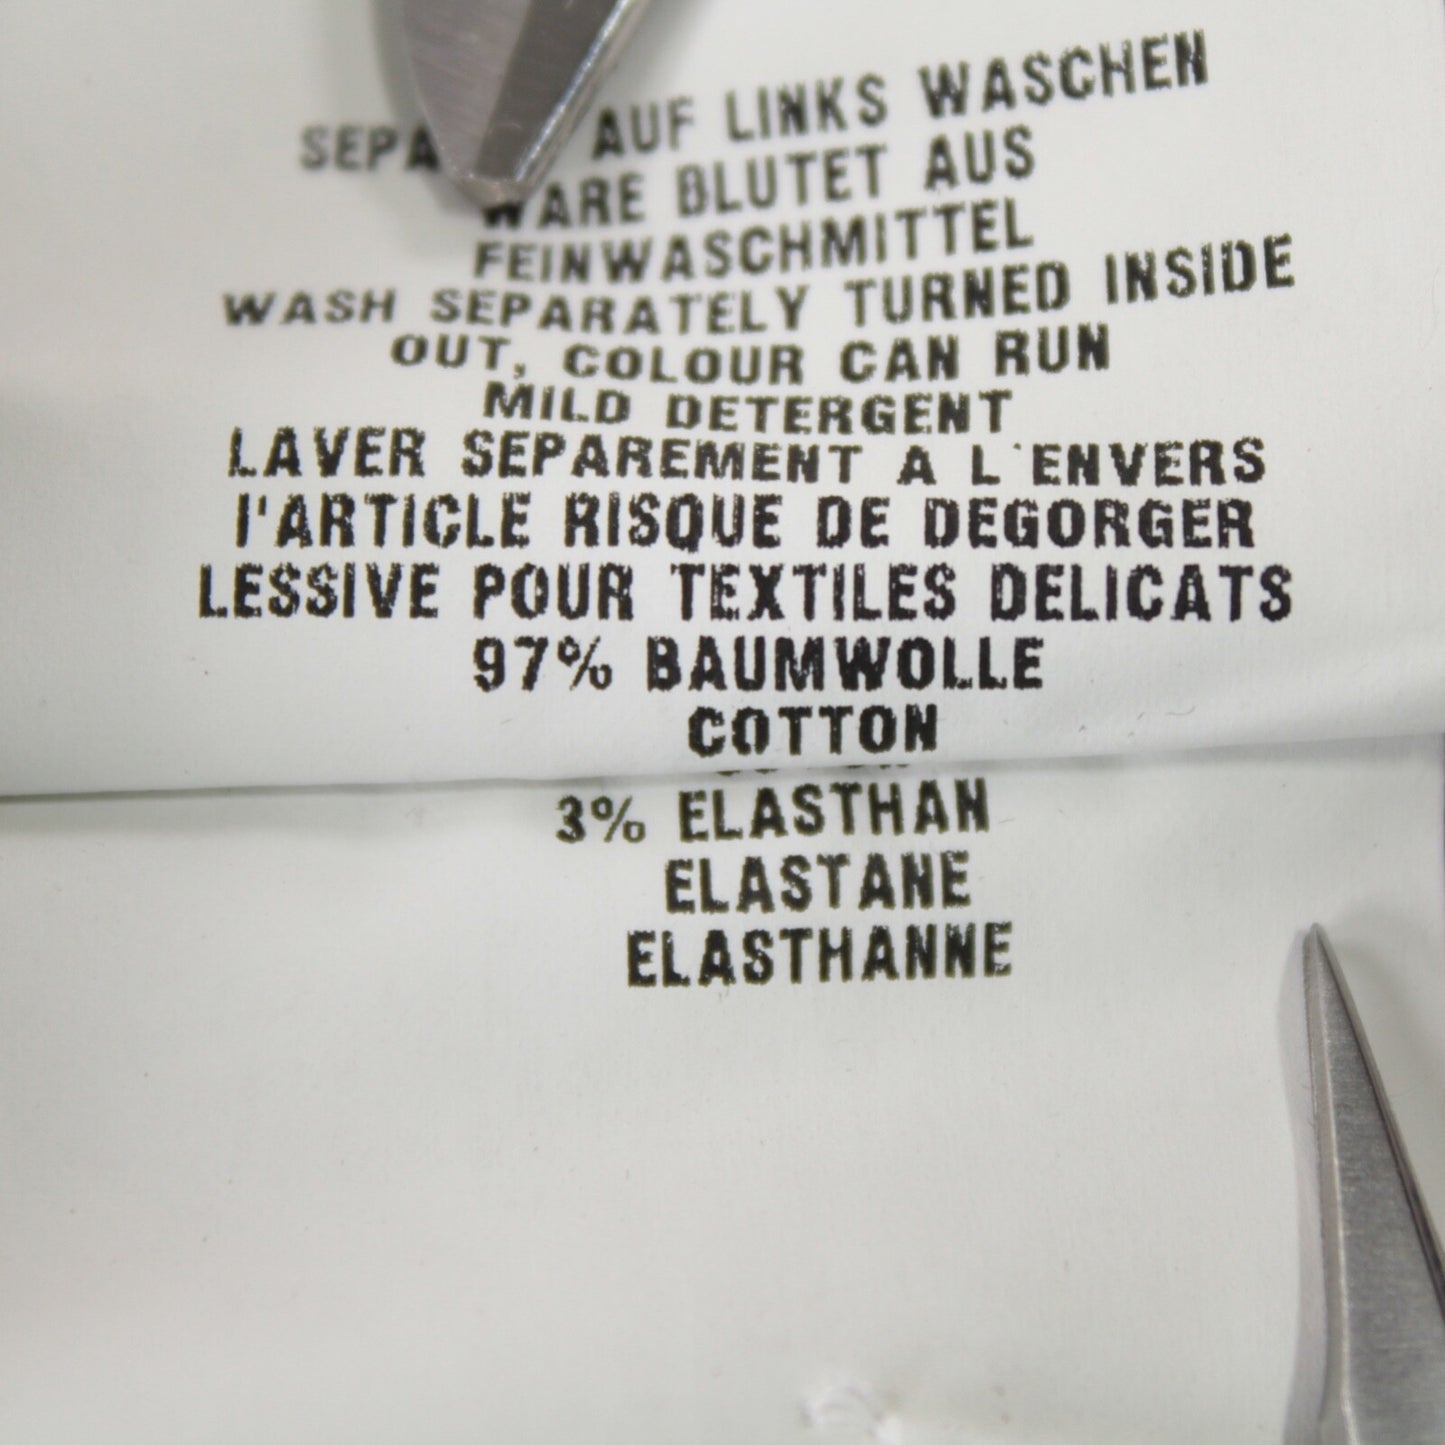 AUF LINKS WASCHEN
WARE BLUTET AUS
FEINWASCHMITTEL
WASH SEPARATELY TURNED INSIDE
OUT, COLOUR CAN RUN
MILD DETERGENT
LAVER SEPAREMENT A L'ENVERS
l'ARTICLE RISQUE DE DEGORGER
LESSIVE POUR TEXTILES DELICATS
97% BAUMWOLLE
COTTON
3% ELASTHAN
ELASTANE
ELASTHANNE